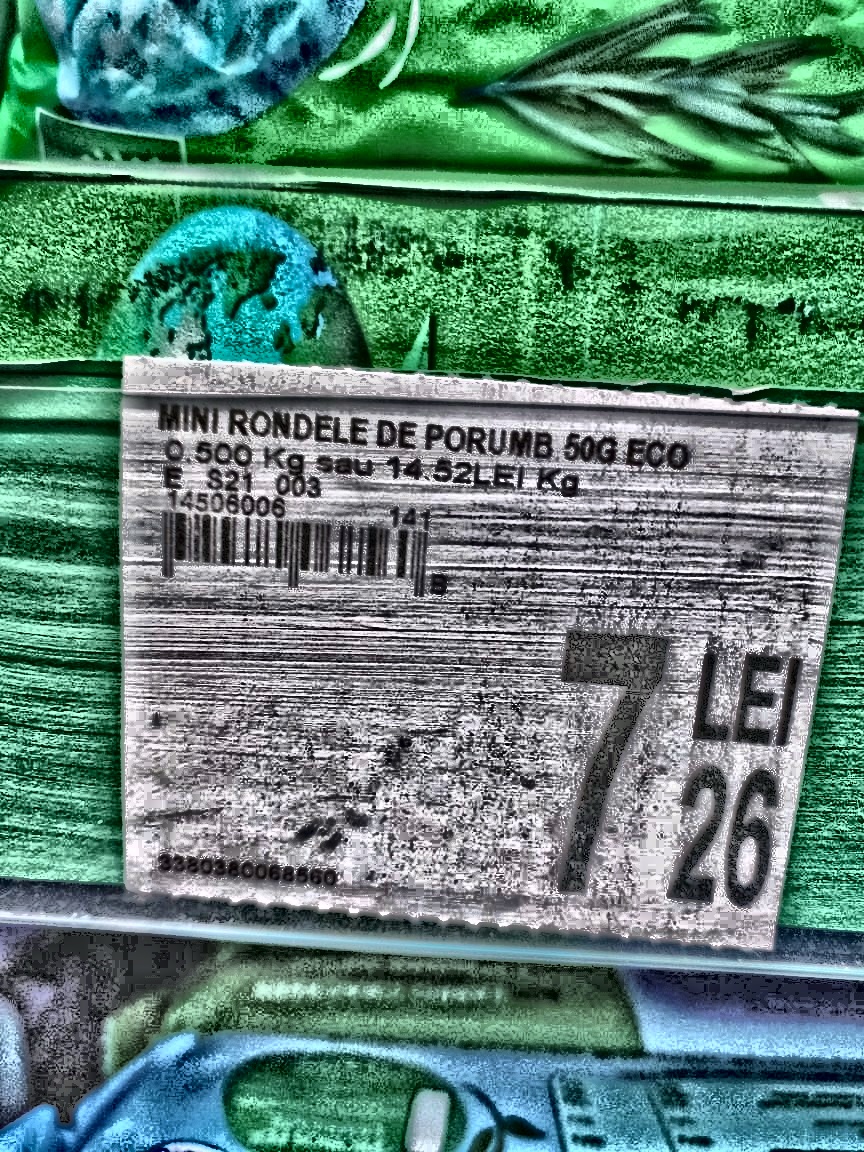 MINI RONDELE DE PORUMB 50G ECO
0.500 Kg sau 14.52LEI Kg
E S21 003
14506006 141
B
7 LEI 26
3380380068560